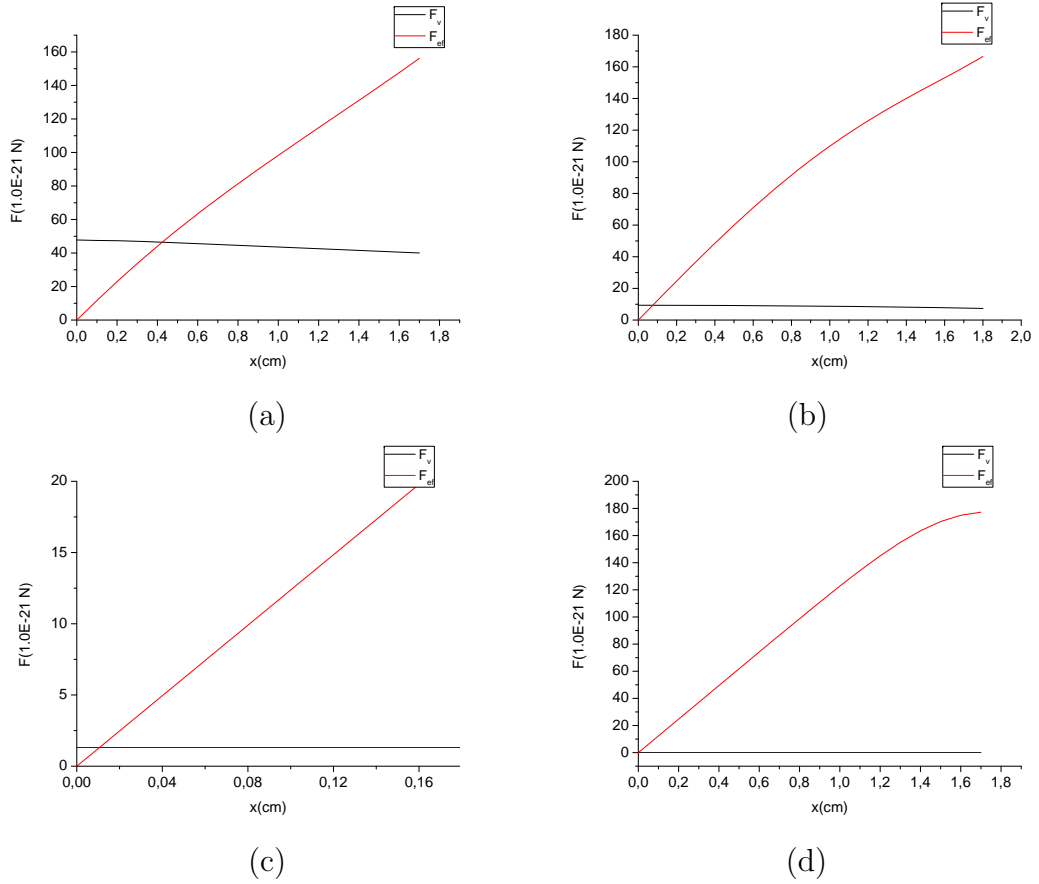 F_v
F_ef
160
140
120
100
80
60
40
20
0
F(1.0E-21 N)
0,0 0,2 0,4 0,6 0,8 1,0 1,2 1,4 1,6 1,8
x(cm)
(a)
F_v
F_ef
180
160
140
120
100
80
60
40
20
0
F(1.0E-21 N)
0,0 0,2 0,4 0,6 0,8 1,0 1,2 1,4 1,6 1,8 2,0
x(cm)
(b)
F_v
F_ef
20
15
10
5
0
F(1.0E-21 N)
0,00 0,04 0,08 0,12 0,16
x(cm)
(c)
F_v
F_ef
200
180
160
140
120
100
80
60
40
20
0
F(1.0E-21 N)
0,0 0,2 0,4 0,6 0,8 1,0 1,2 1,4 1,6 1,8
x(cm)
(d)